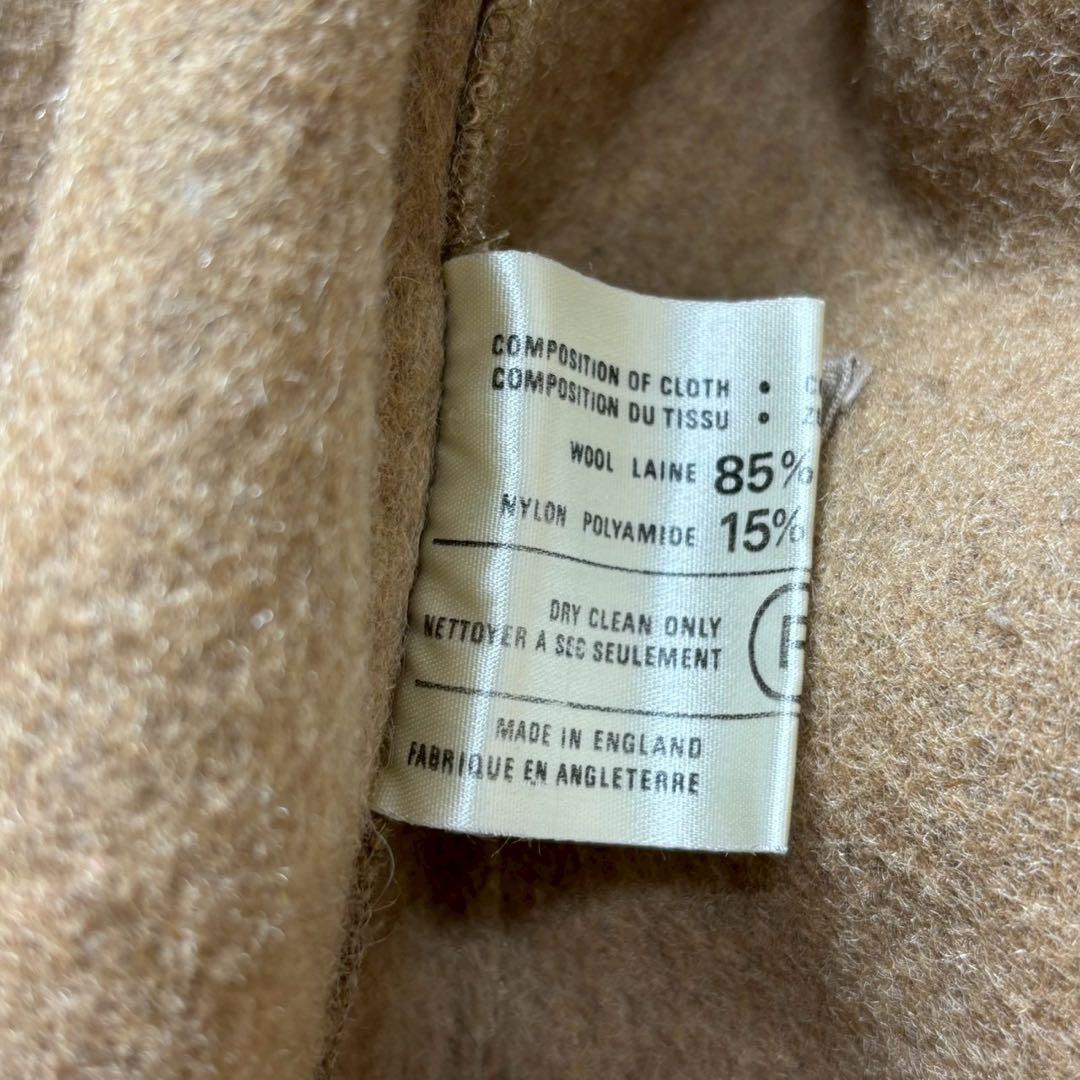 COMPOSITION OF CLOTH •
COMPOSITION DU TISSU •
WOOL LAINE 85%
NYLON POLYAMIDE 15%
DRY CLEAN ONLY
NETTOYER A SEC SEULEMENT
MADE IN ENGLAND
FABRIQUE EN ANGLETERRE